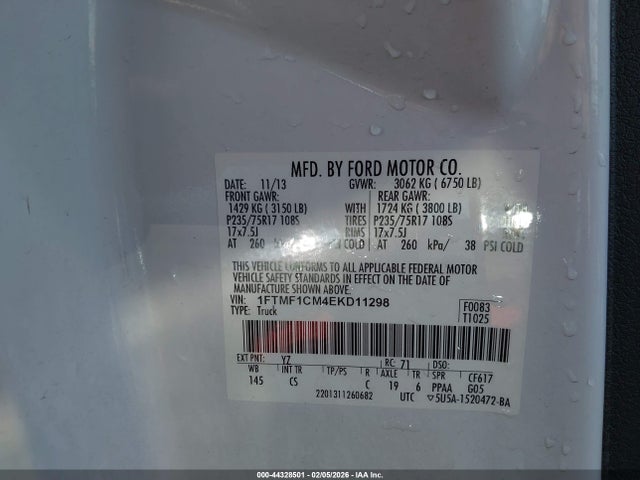 MFD. BY FORD MOTOR CO.
DATE: 11/13 GVWR: 3062 KG ( 6750 LB)
FRONT GAWR: REAR GAWR:
1429 KG ( 3150 LB) WITH 1724 KG ( 3800 LB)
P235/75R17 108S TIRES P235/75R17 108S
17x7.5J RIMS 17x7.5J
AT 260 PSI COLD AT 260 kPa/ 38 PSI COLD
THIS VEHICLE CONFORMS TO ALL APPLICABLE FEDERAL MOTOR
VEHICLE SAFETY STANDARDS IN EFFECT ON THE DATE OF
MANUFACTURE SHOWN ABOVE.
VIN: 1FTMF1CM4EKD11298 F0083
TYPE: Truck T1025
EXT PNT: YZ RC: 71 DSO:
WB INT TR TP/PS R AXLE TR SPR CF617
145 CS C 19 6 PPAA G05
2201311260682 UTC ▽5U5A-1520472-BA
000-44328501 - 02/05/2026 - IAA Inc.